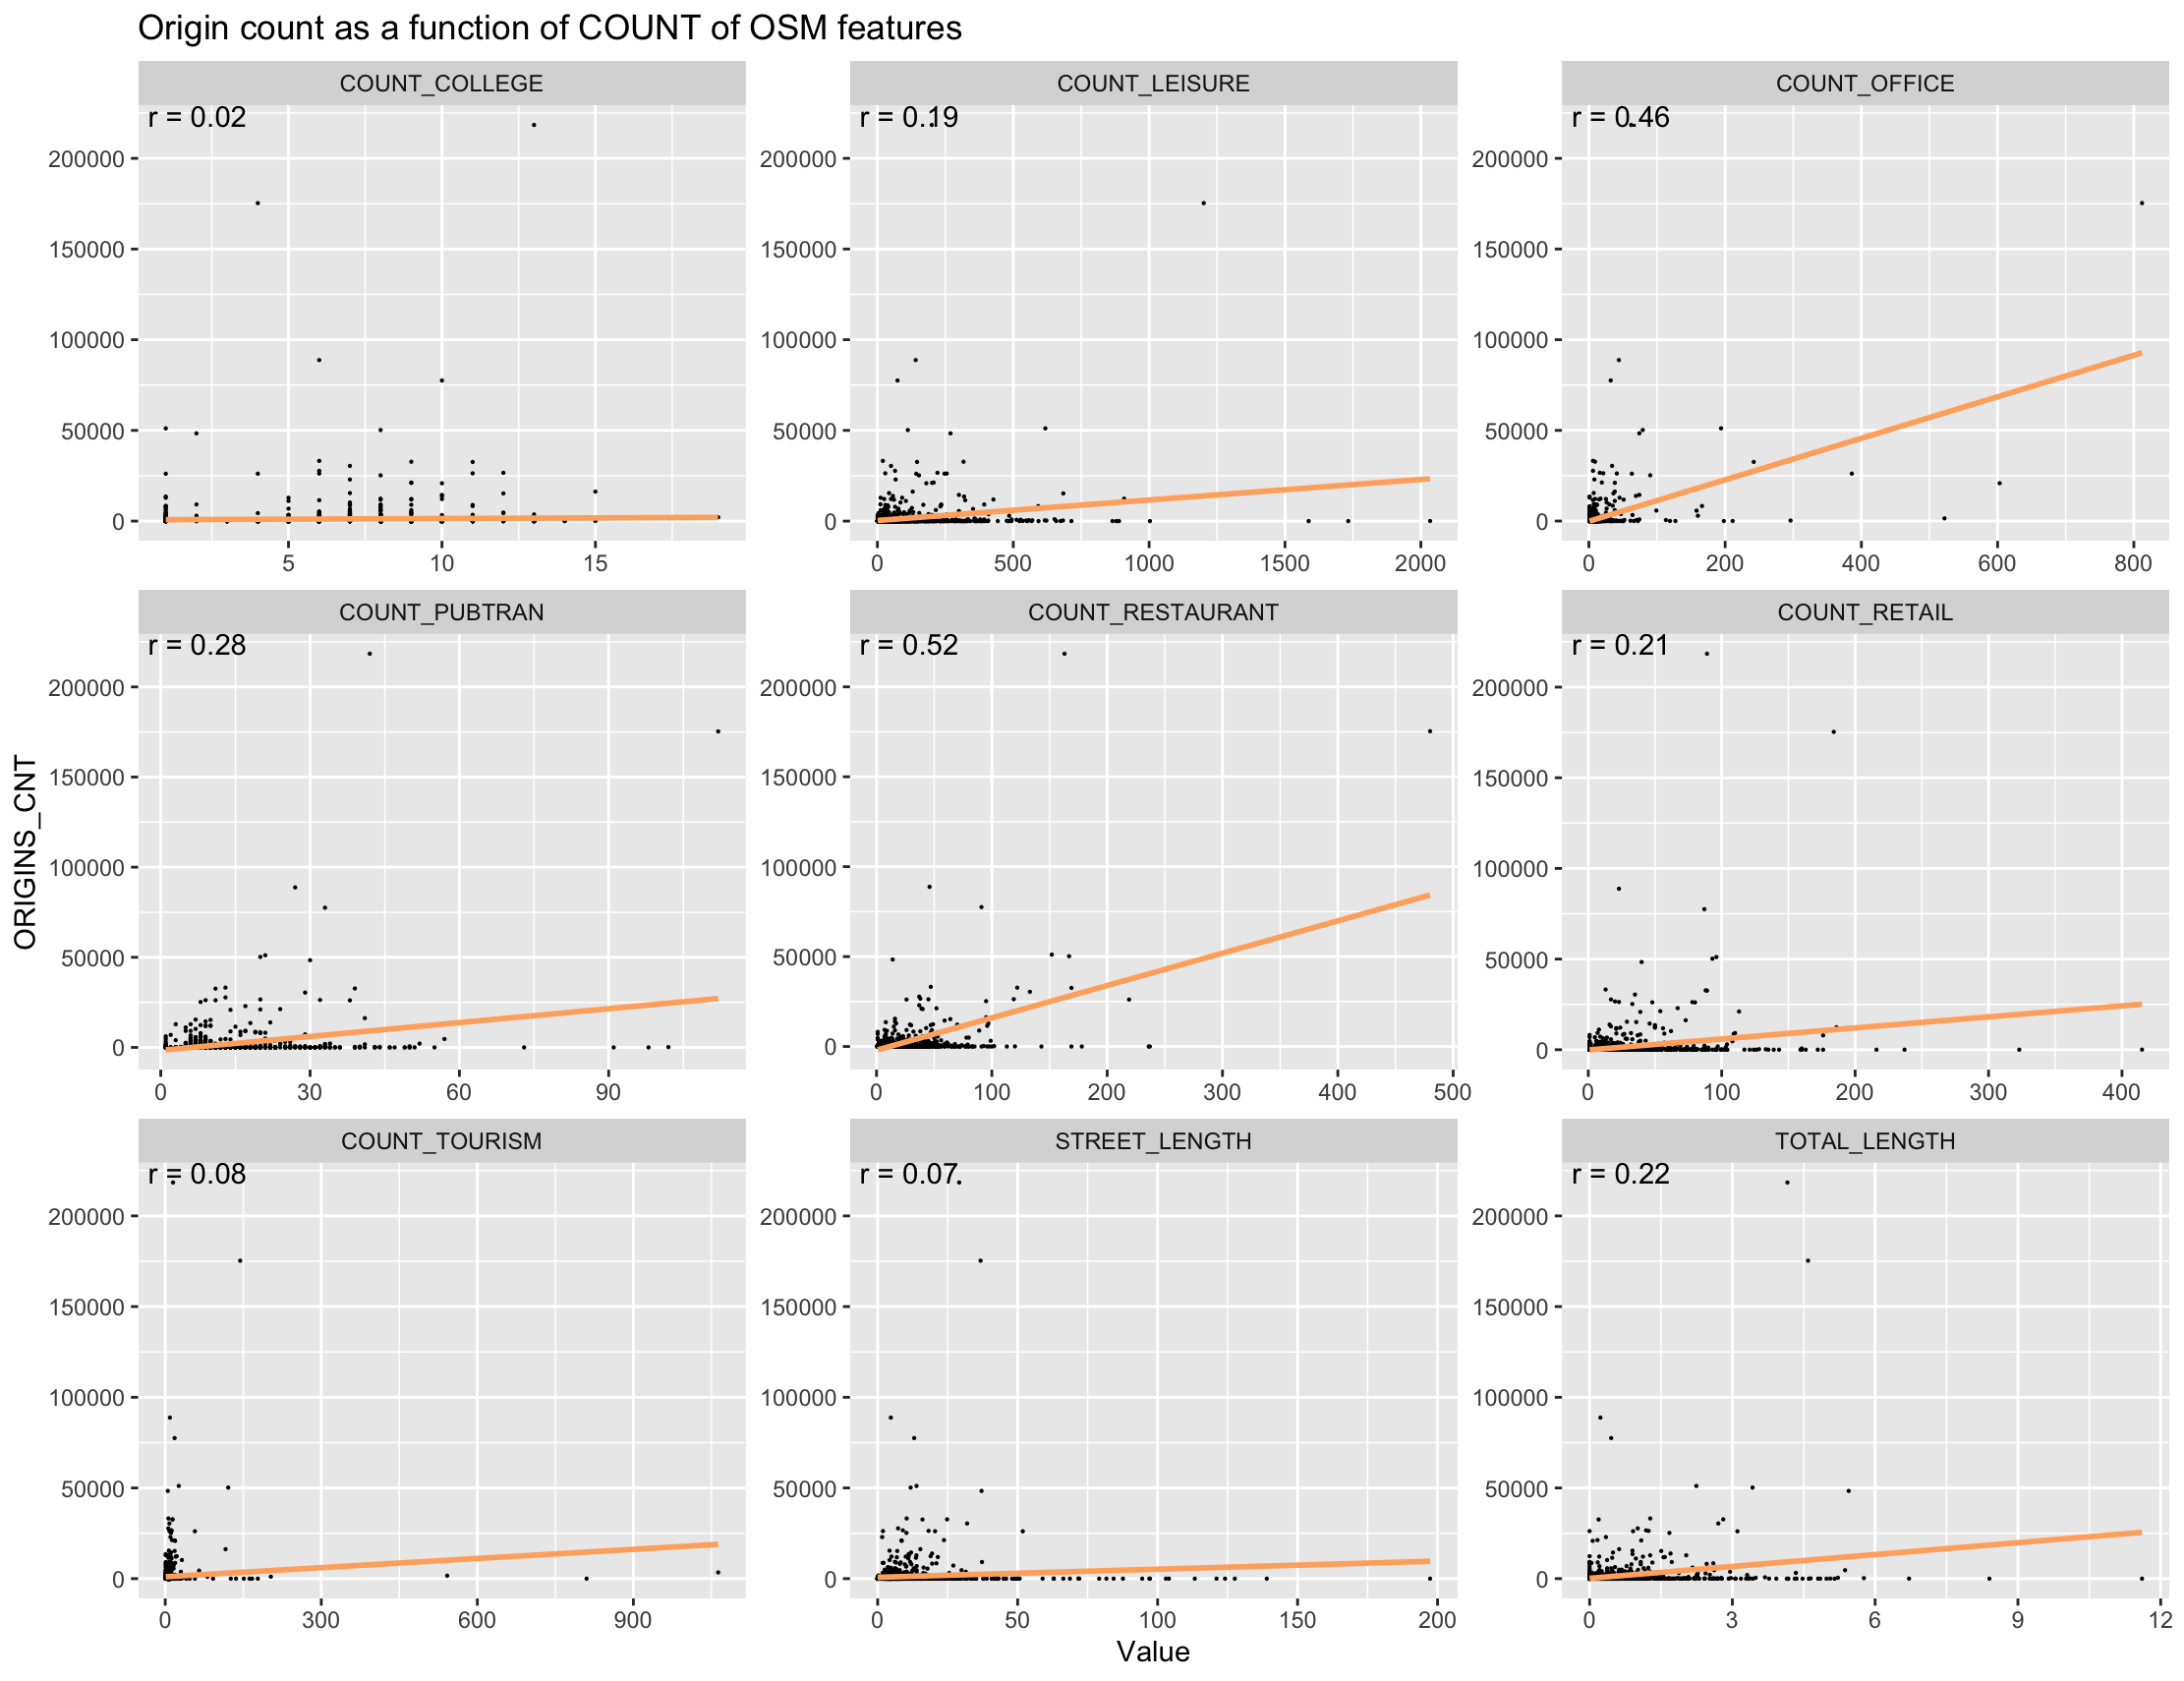 Origin count as a function of COUNT of OSM features
COUNT_COLLEGE
COUNT_LEISURE
COUNT_OFFICE
r = 0.02
r = 0.19
r = 0.46
200000
150000
100000
50000
0
200000
150000
100000
50000
0
200000
150000
100000
50000
0
5 10 15
0 500 1000 1500 2000
0 200 400 600 800
COUNT_PUBTRAN
COUNT_RESTAURANT
COUNT_RETAIL
r = 0.28
r = 0.52
r = 0.21
200000
150000
100000
50000
0
200000
150000
100000
50000
0
200000
150000
100000
50000
0
0 30 60 90
0 100 200 300 400 500
0 100 200 300 400
ORIGINS_CNT
COUNT_TOURISM
STREET_LENGTH
TOTAL_LENGTH
r = 0.08
r = 0.07
r = 0.22
200000
150000
100000
50000
0
200000
150000
100000
50000
0
200000
150000
100000
50000
0
0 300 600 900
0 50 100 150 200
0 3 6 9 12
Value